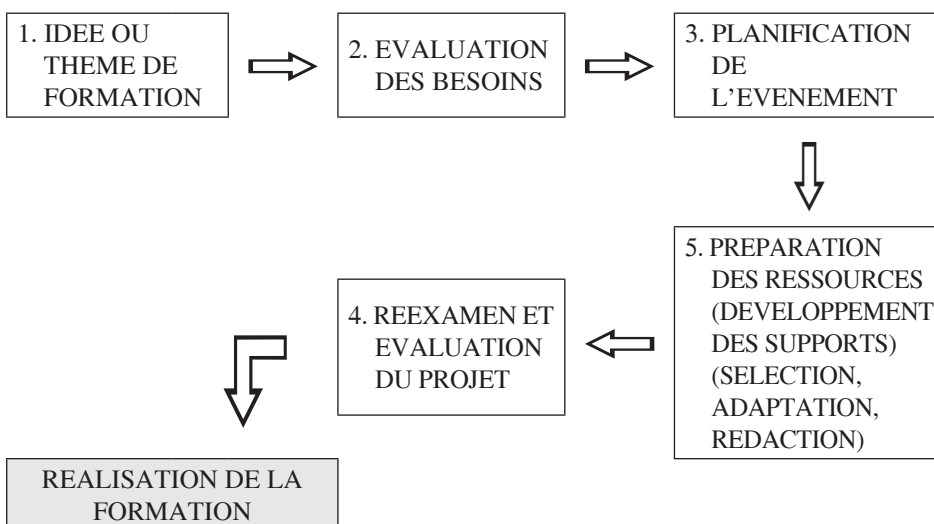 1. IDEE OU
THEME DE
FORMATION
2. EVALUATION
DES BESOINS
3. PLANIFICATION
DE
L’EVENEMENT
5. PREPARATION
DES RESSOURCES
(DEVELOPPEMENT
DES SUPPORTS)
(SELECTION,
ADAPTATION,
REDACTION)
4. REEXAMEN ET
EVALUATION
DU PROJET
REALISATION DE LA
FORMATION